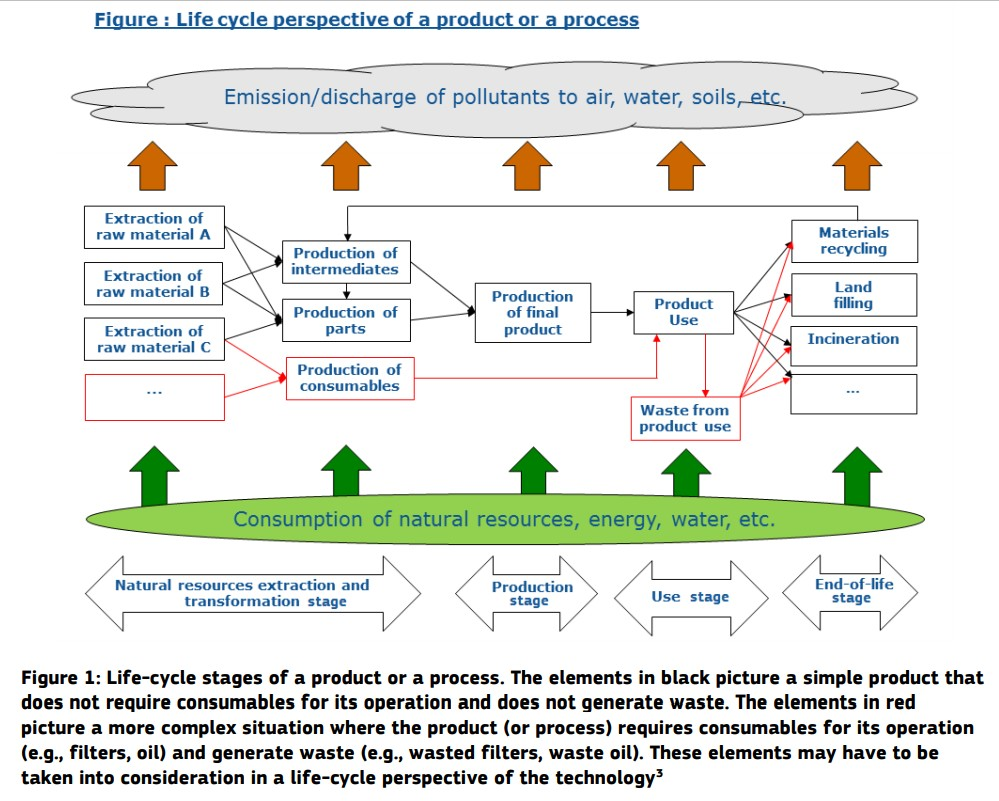 Figure : Life cycle perspective of a product or a process
Emission/discharge of pollutants to air, water, soils, etc.
Extraction of
raw material A
Extraction of
raw material B
Extraction of
raw material C
...
Production of
intermediates
Production of
parts
Production of
consumables
Production
of final
product
Product
Use
Waste from
product use
Materials
recycling
Land
filling
Incineration
...
Consumption of natural resources, energy, water, etc.
Natural resources extraction and
transformation stage
Production
stage
Use stage
End-of-life
stage
Figure 1: Life-cycle stages of a product or a process. The elements in black picture a simple product that
does not require consumables for its operation and does not generate waste. The elements in red
picture a more complex situation where the product (or process) requires consumables for its operation
(e.g., filters, oil) and generate waste (e.g., wasted filters, waste oil). These elements may have to be
taken into consideration in a life-cycle perspective of the technology³